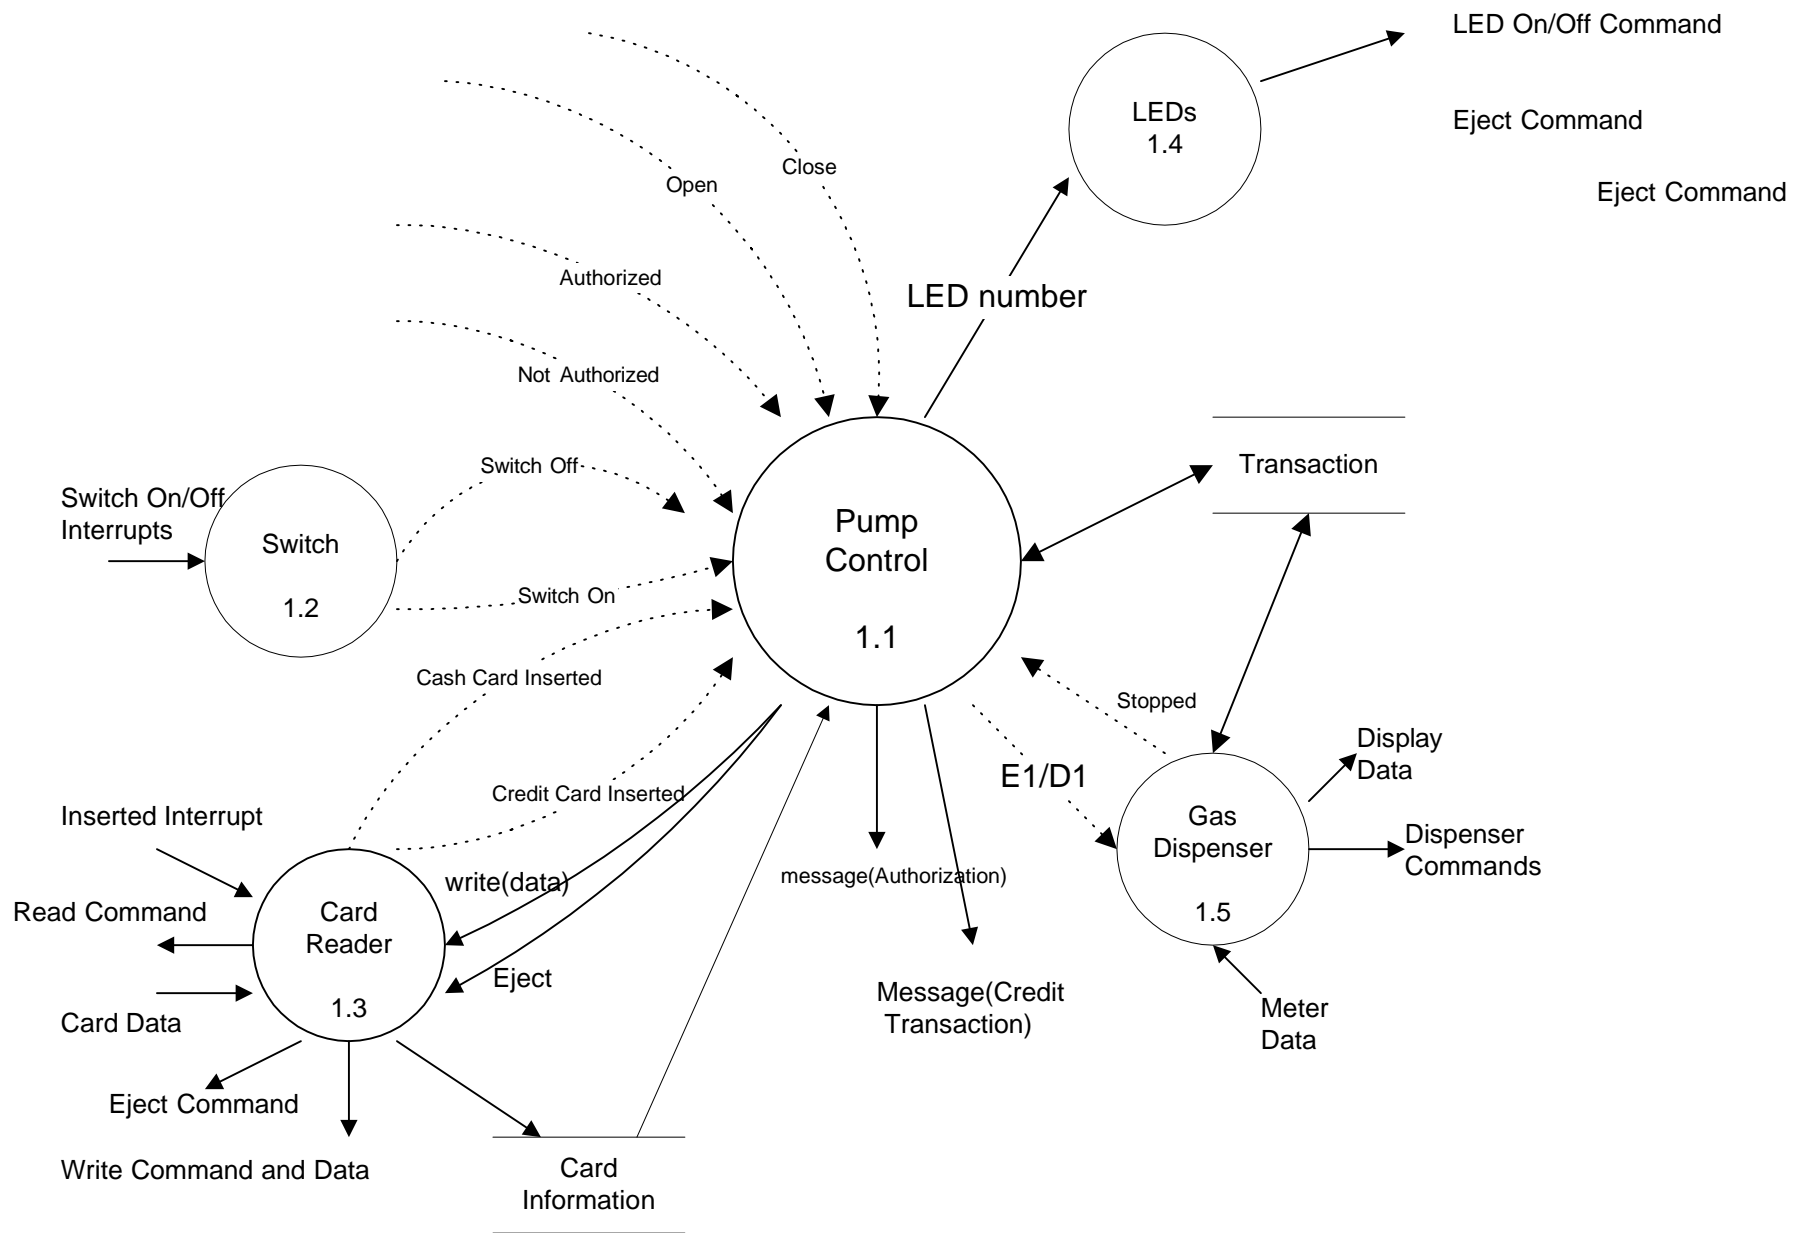 LED On/Off Command
LEDs
1.4
Eject Command
Eject Command
Close
Open
Authorized
LED number
Not Authorized
Switch Off
Transaction
Switch On/Off
Interrupts
Switch
1.2
Pump
Control
1.1
Switch On
Cash Card Inserted
Stopped
Display
Data
E1/D1
Credit Card Inserted
Inserted Interrupt
Gas
Dispenser
1.5
Dispenser
Commands
write(data)
message(Authorization)
Read Command
Card
Reader
1.3
Eject
Message(Credit
Transaction)
Meter
Data
Card Data
Eject Command
Write Command and Data
Card
Information